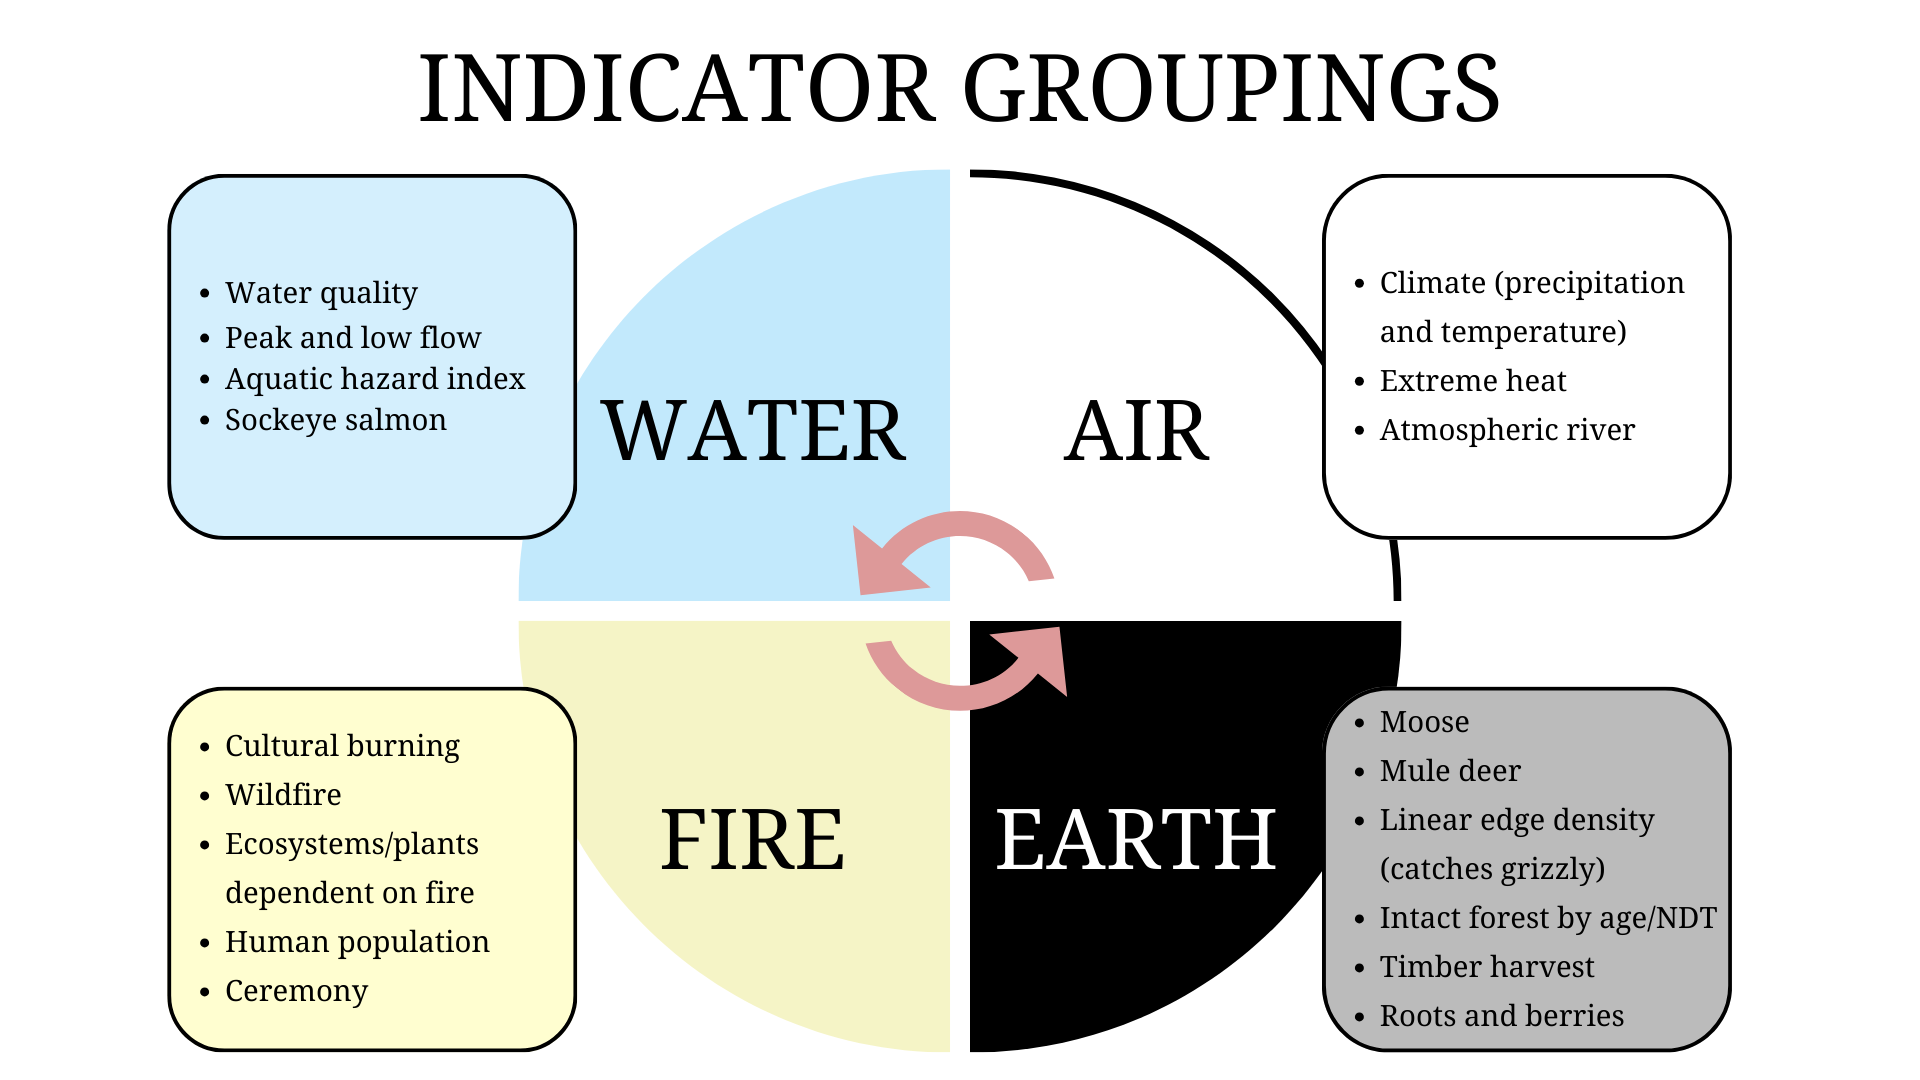 INDICATOR GROUPINGS
• Water quality
• Peak and low flow
• Aquatic hazard index
• Sockeye salmon
WATER
AIR
• Climate (precipitation
and temperature)
• Extreme heat
• Atmospheric river
• Cultural burning
• Wildfire
• Ecosystems/plants
dependent on fire
• Human population
• Ceremony
FIRE
EARTH
• Moose
• Mule deer
• Linear edge density
(catches grizzly)
• Intact forest by age/NDT
• Timber harvest
• Roots and berries